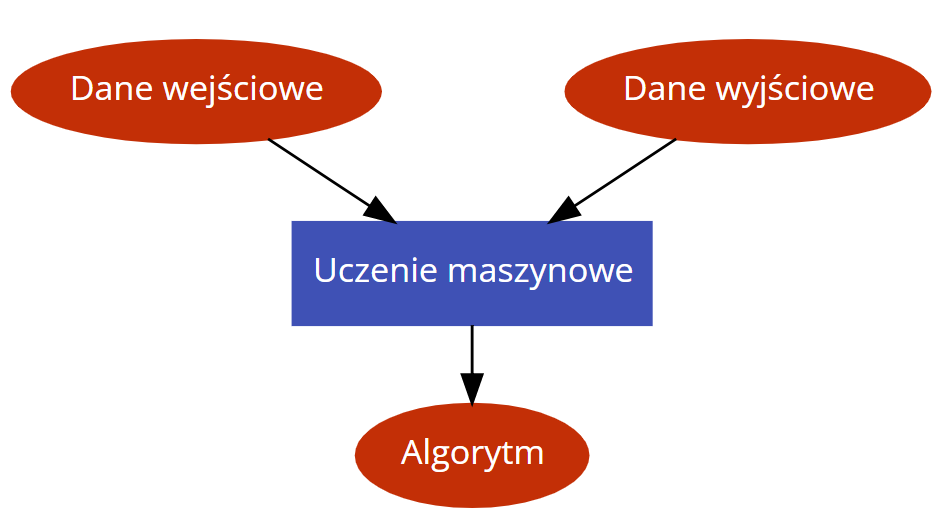 Dane wejściowe
Dane wyjściowe
Uczenie maszynowe
Algorytm